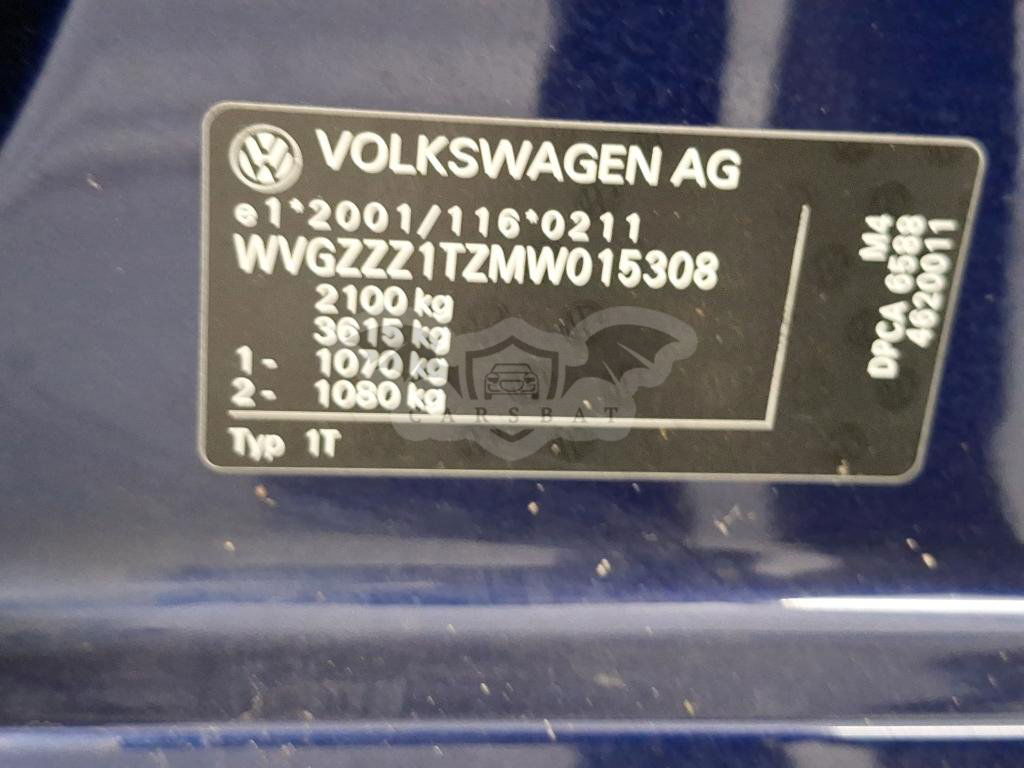 VOLKSWAGEN AG
e1*2001/116*0211
WVGZZZ1TZMW015308
2100 kg
3615 kg
1- 1070 kg
2- 1080 kg
Typ 1T
M4
DPCA 6588
4620011
CARSBAT